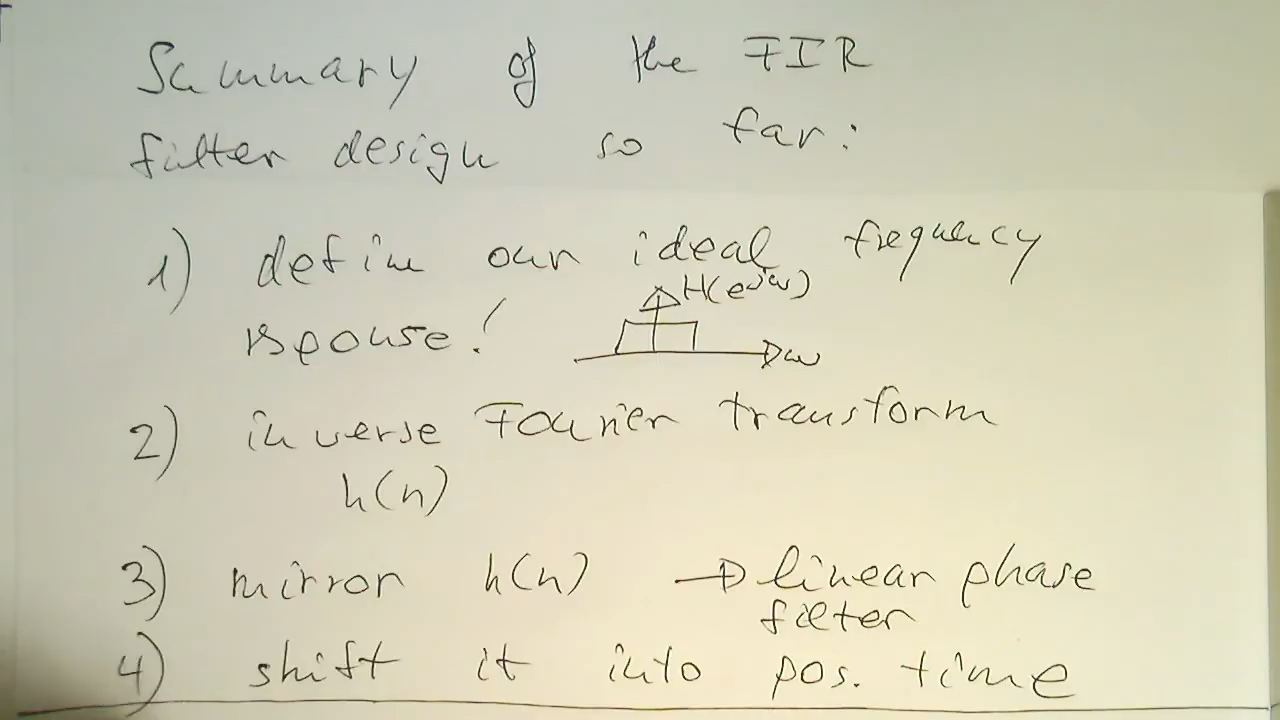 Summary of the FIR
filter design so far:
1) define our ideal frequency
response!
H(e^jω)
ω
2) inverse Fourier transform
h(n)
3) mirror h(n) → linear phase
filter
4) shift it into pos. time